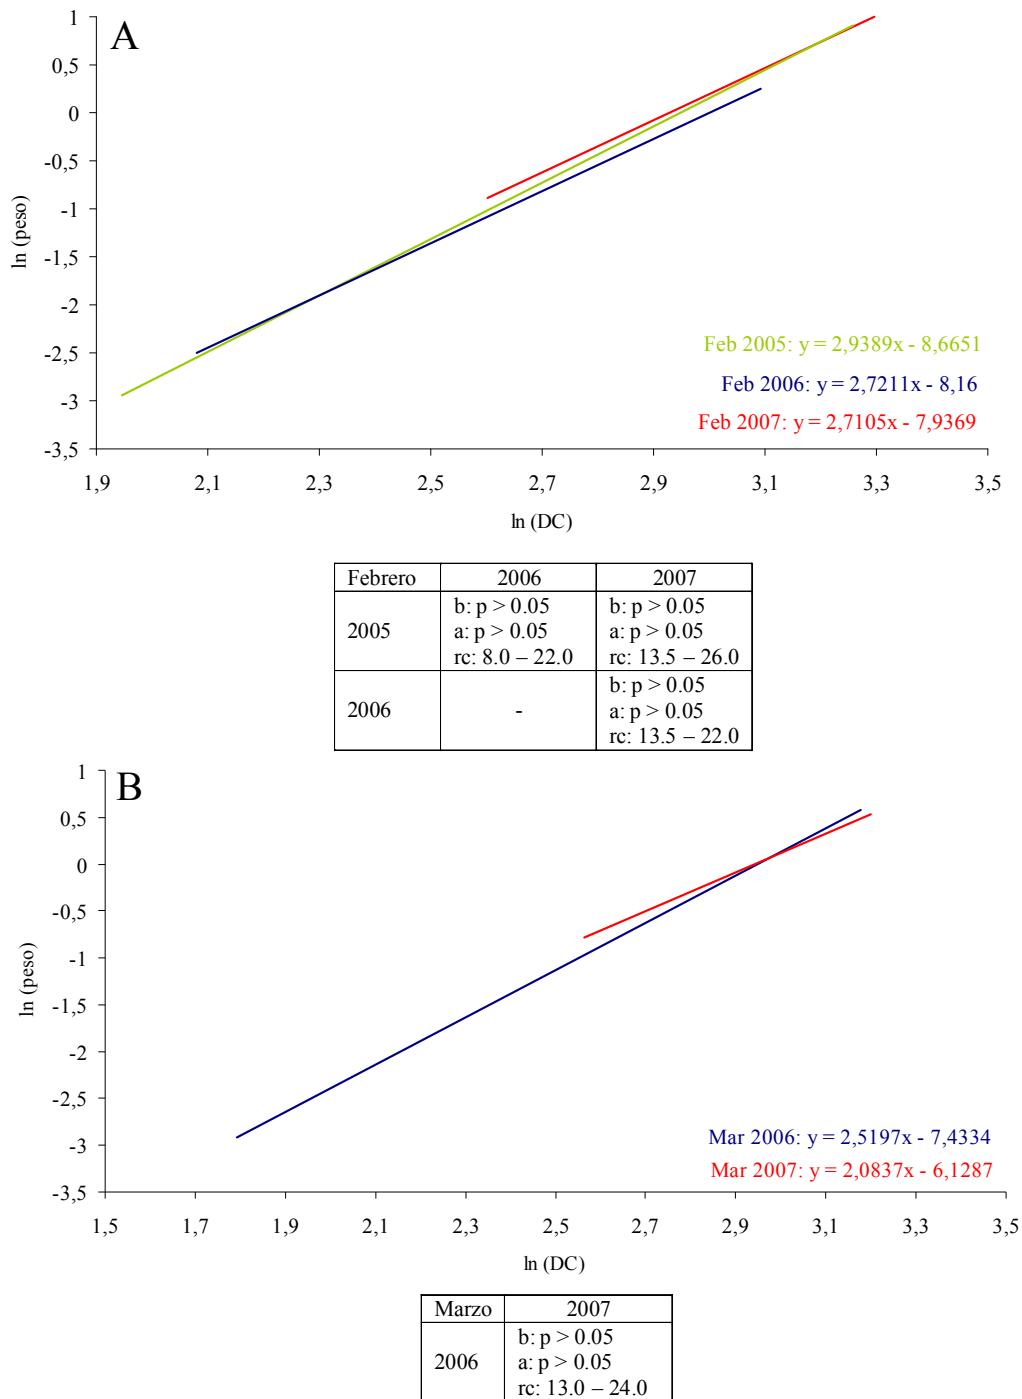 A
1
0,5
0
-0,5
-1
-1,5
-2
-2,5
-3
-3,5
ln (peso)
Feb 2005: y = 2,9389x - 8,6651
Feb 2006: y = 2,7211x - 8,16
Feb 2007: y = 2,7105x - 7,9369
1,9 2,1 2,3 2,5 2,7 2,9 3,1 3,3 3,5
ln (DC)
Febrero 2006 2007
2005
b: p > 0.05
a: p > 0.05
rc: 8.0 – 22.0
b: p > 0.05
a: p > 0.05
rc: 13.5 – 26.0
2006
-
b: p > 0.05
a: p > 0.05
rc: 13.5 – 22.0
B
1
0,5
0
-0,5
-1
-1,5
-2
-2,5
-3
-3,5
ln (peso)
Mar 2006: y = 2,5197x - 7,4334
Mar 2007: y = 2,0837x - 6,1287
1,5 1,7 1,9 2,1 2,3 2,5 2,7 2,9 3,1 3,3 3,5
ln (DC)
Marzo 2007
2006
b: p > 0.05
a: p > 0.05
rc: 13.0 – 24.0